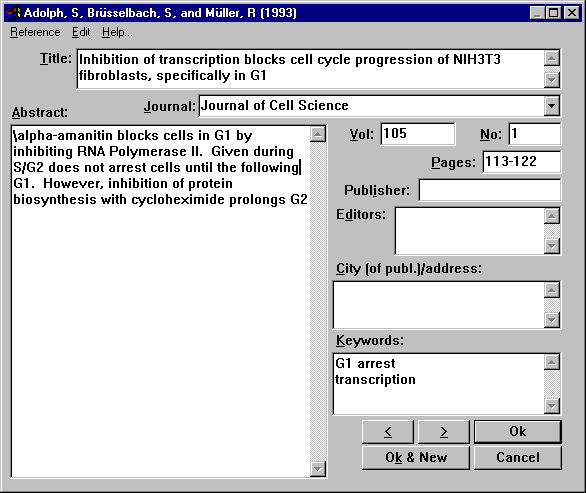 Adolph, S, Brüsselbach, S, and Müller, R (1993)
Reference Edit Help...
Title: Inhibition of transcription blocks cell cycle progression of NIH3T3
fibroblasts, specifically in G1
Abstract: Journal: Journal of Cell Science
\alpha-amanitin blocks cells in G1 by
inhibiting RNA Polymerase II. Given during
S/G2 does not arrest cells until the following
G1. However, inhibition of protein
biosynthesis with cycloheximide prolongs G2
Vol: 105 No: 1
Pages: 113-122
Publisher:
Editors:
City (of publ.)/address:
Keywords:
G1 arrest
transcription
< > Ok
Ok & New Cancel